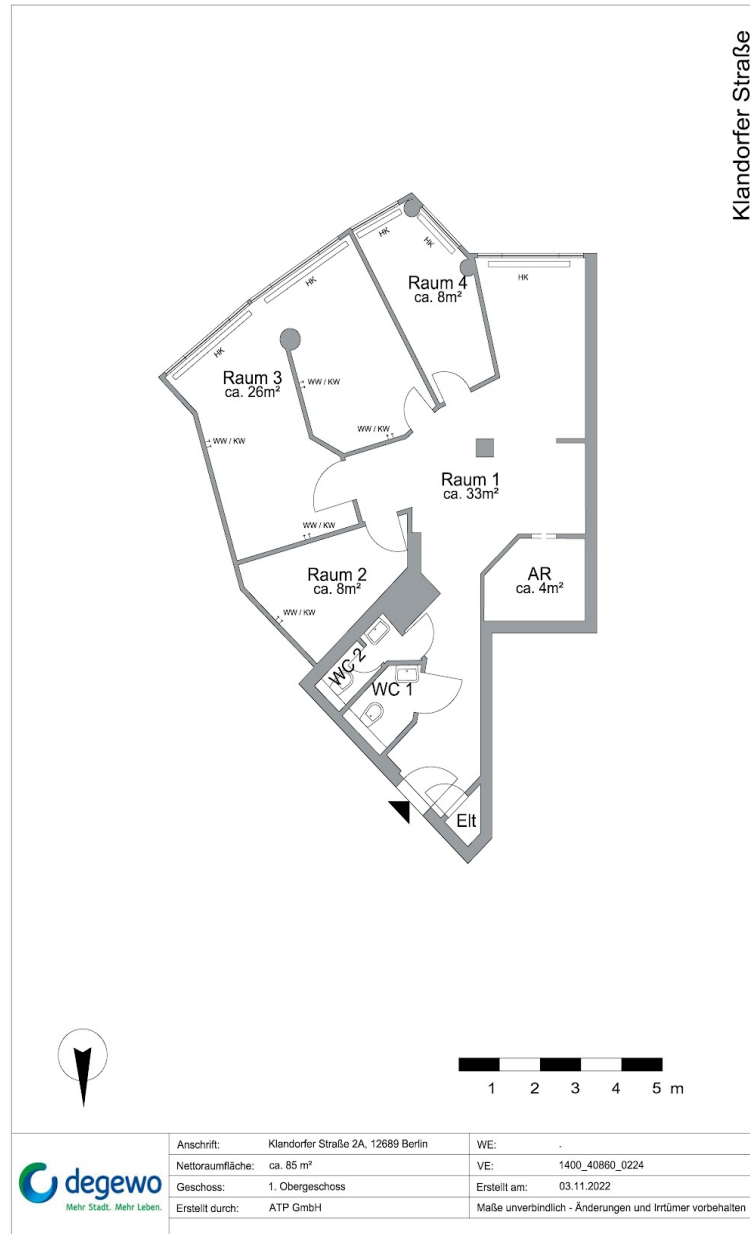 Klandorfer Straße
HK
HK
HK
HK
HK
Raum 4
ca. 8m²
Raum 3
ca. 26m²
WW / KW
WW / KW
WW / KW
Raum 1
ca. 33m²
WW / KW
Raum 2
ca. 8m²
AR
ca. 4m²
WW / KW
WC 2
WC 1
Elt
1 2 3 4 5 m
degewo
Mehr Stadt. Mehr Leben.
Anschrift: Klandorfer Straße 2A, 12689 Berlin
WE: .
Nettoraumfläche: ca. 85 m²
VE: 1400_40860_0224
Geschoss: 1. Obergeschoss
Erstellt am: 03.11.2022
Erstellt durch: ATP GmbH
Maße unverbindlich - Änderungen und Irrtümer vorbehalten